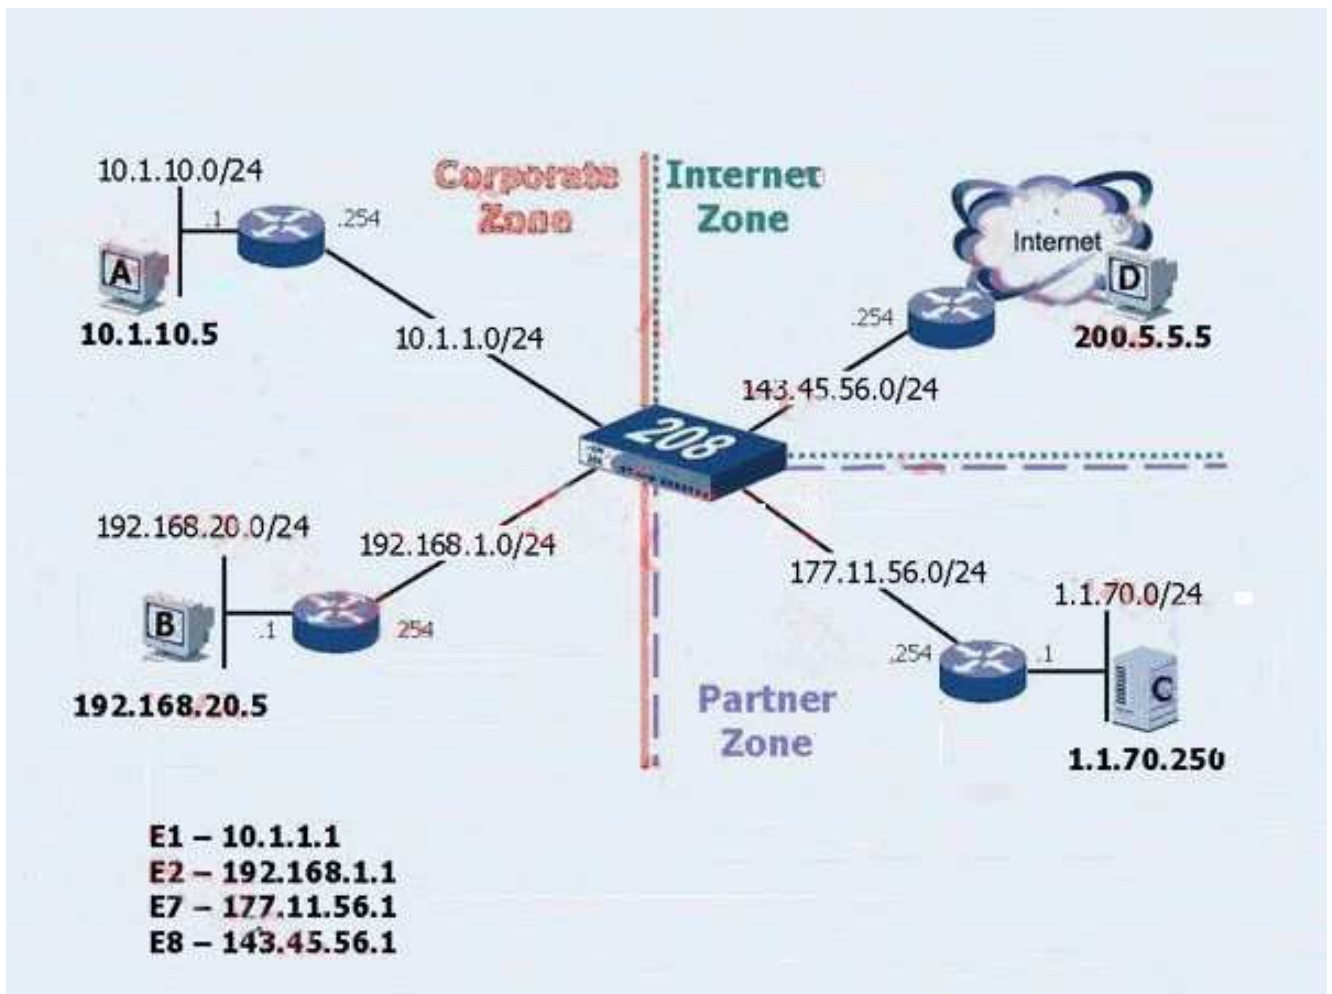 10.1.10.0/24
.1
.254
A
10.1.10.5
Corporate
Zone
Internet
Zone
Internet
D
200.5.5.5
.254
10.1.1.0/24
143.45.56.0/24
208
192.168.20.0/24
192.168.1.0/24
B
.1
254
192.168.20.5
177.11.56.0/24
1.1.70.0/24
.254
.1
C
1.1.70.250
Partner
Zone
E1 – 10.1.1.1
E2 – 192.168.1.1
E7 – 177.11.56.1
E8 – 143.45.56.1